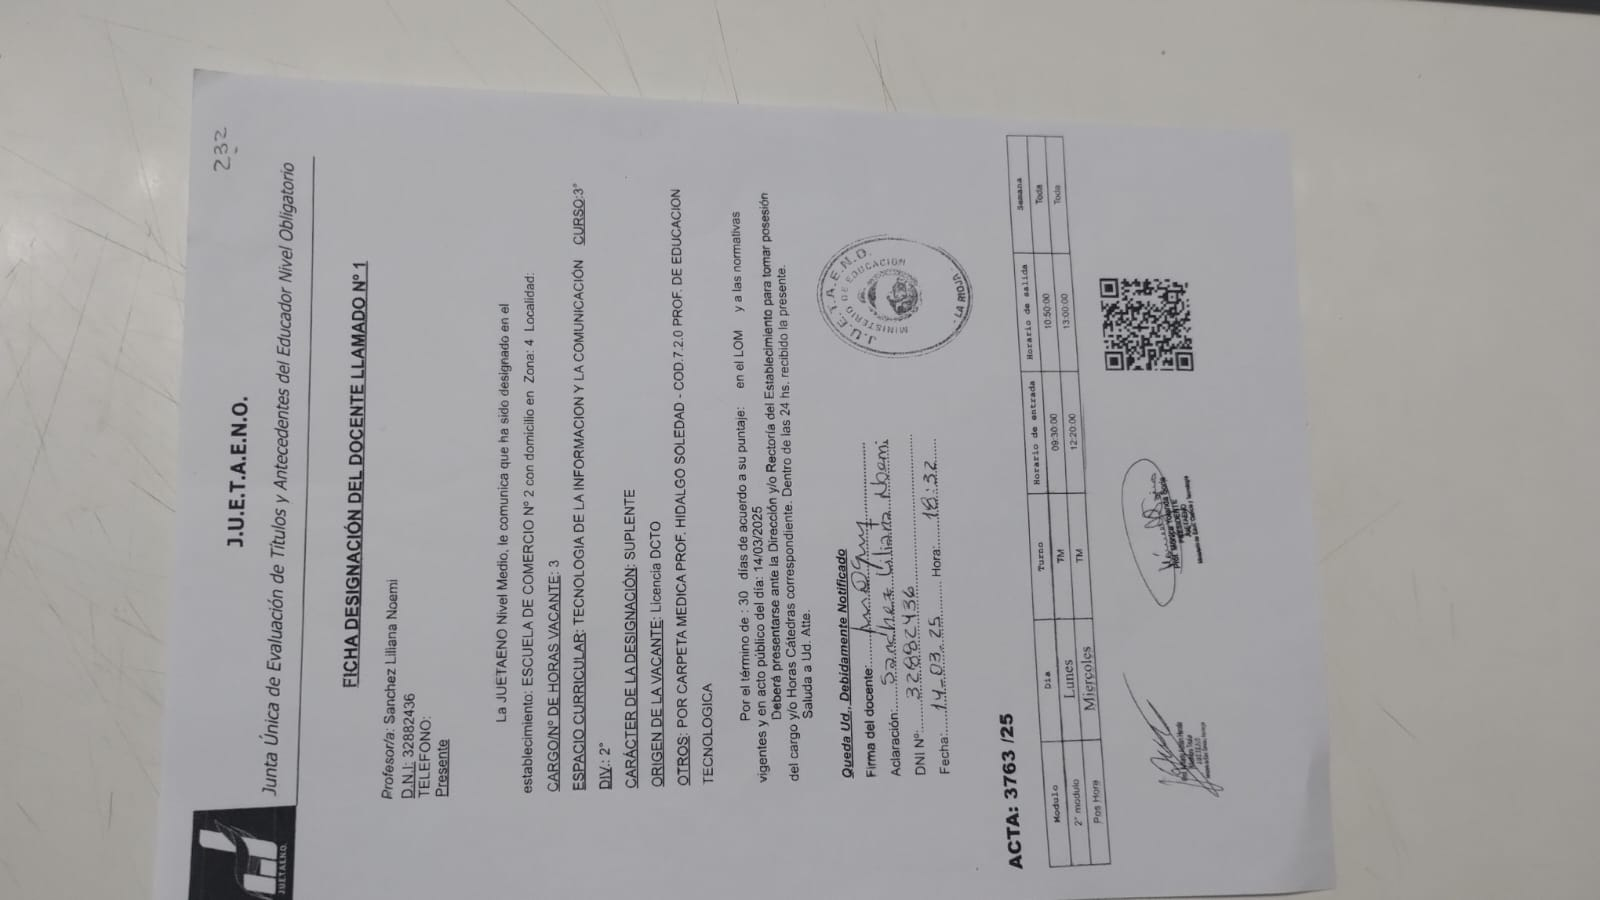 232
J.U.E.T.A.E.N.O.
Junta Única de Evaluación de Títulos y Antecedentes del Educador Nivel Obligatorio
JUETAENO.
FICHA DESIGNACIÓN DEL DOCENTE LLAMADO Nº 1
Profesor/a: Sanchez Liliana Noemi
D.N.I: 32882436
TELEFONO:
Presente
La JUETAENO Nivel Medio, le comunica que ha sido designado en el
establecimiento: ESCUELA DE COMERCIO Nº 2 con domicilio en Zona: 4 Localidad:
CARGO/Nº DE HORAS VACANTE: 3
ESPACIO CURRICULAR: TECNOLOGIA DE LA INFORMACION Y LA COMUNICACIÓN CURSO:3°
DIV.: 2°
CARÁCTER DE LA DESIGNACIÓN: SUPLENTE
ORIGEN DE LA VACANTE: Licencia DCTO
OTROS: POR CARPETA MEDICA PROF. HIDALGO SOLEDAD - COD.7.2.0 PROF. DE EDUCACION
TECNOLOGICA
Por el término de : 30 días de acuerdo a su puntaje: en el LOM y a las normativas
vigentes y en acto público del día: 14/03/2025
Deberá presentarse ante la Dirección y/o Rectoría del Establecimiento para tomar posesión
del cargo y/o Horas Cátedras correspondiente. Dentro de las 24 hs. recibido la presente.
Saluda a Ud. Atte.
Queda Ud., Debidamente Notificado
Firma del docente:
Aclaración: Sanchez Liliana Noemi
DNI Nº: 32882436
Fecha: 14-03-25 Hora: 18:32
J.U.E.T.A.E.N.O.
MINISTERIO DE EDUCACION
- LA RIOJA
ACTA: 3763 /25
Modulo Dia Turno Horario de entrada Horario de salida Semana
2° modulo Lunes TM 09:30:00 10:50:00 Toda
Pos Hora Miercoles TM 12:20:00 13:00:00 Toda
PRESIDENTE